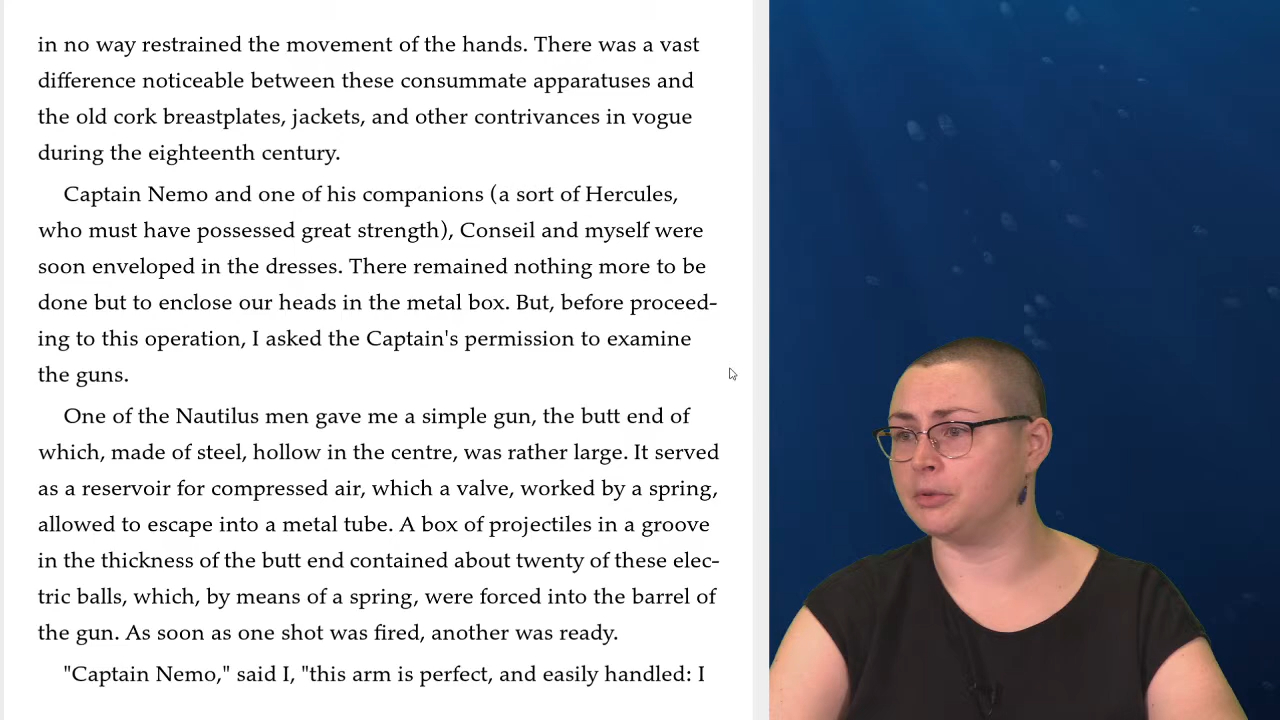 in no way restrained the movement of the hands. There was a vast
difference noticeable between these consummate apparatuses and
the old cork breastplates, jackets, and other contrivances in vogue
during the eighteenth century.
Captain Nemo and one of his companions (a sort of Hercules,
who must have possessed great strength), Conseil and myself were
soon enveloped in the dresses. There remained nothing more to be
done but to enclose our heads in the metal box. But, before proceed-
ing to this operation, I asked the Captain's permission to examine
the guns.
One of the Nautilus men gave me a simple gun, the butt end of
which, made of steel, hollow in the centre, was rather large. It served
as a reservoir for compressed air, which a valve, worked by a spring,
allowed to escape into a metal tube. A box of projectiles in a groove
in the thickness of the butt end contained about twenty of these elec-
tric balls, which, by means of a spring, were forced into the barrel of
the gun. As soon as one shot was fired, another was ready.
"Captain Nemo," said I, "this arm is perfect, and easily handled: I